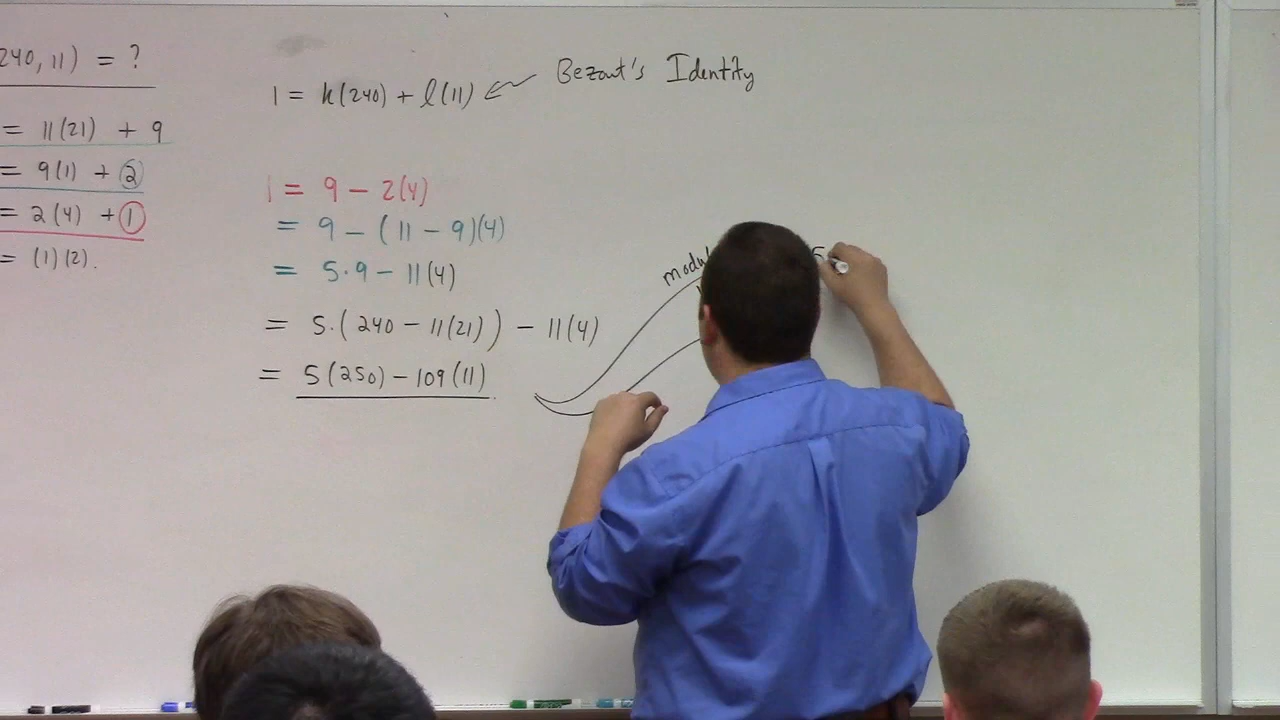 240, 11) = ?
= 11(21) + 9
= 9(1) + 2
= 2(4) + 1
= (1)(2).
1 = k(240) + l(11)
Bezout's Identity
1 = 9 - 2(4)
= 9 - (11 - 9)(4)
= 5·9 - 11(4)
= 5·(240 - 11(21)) - 11(4)
= 5(250) - 109(11)
5